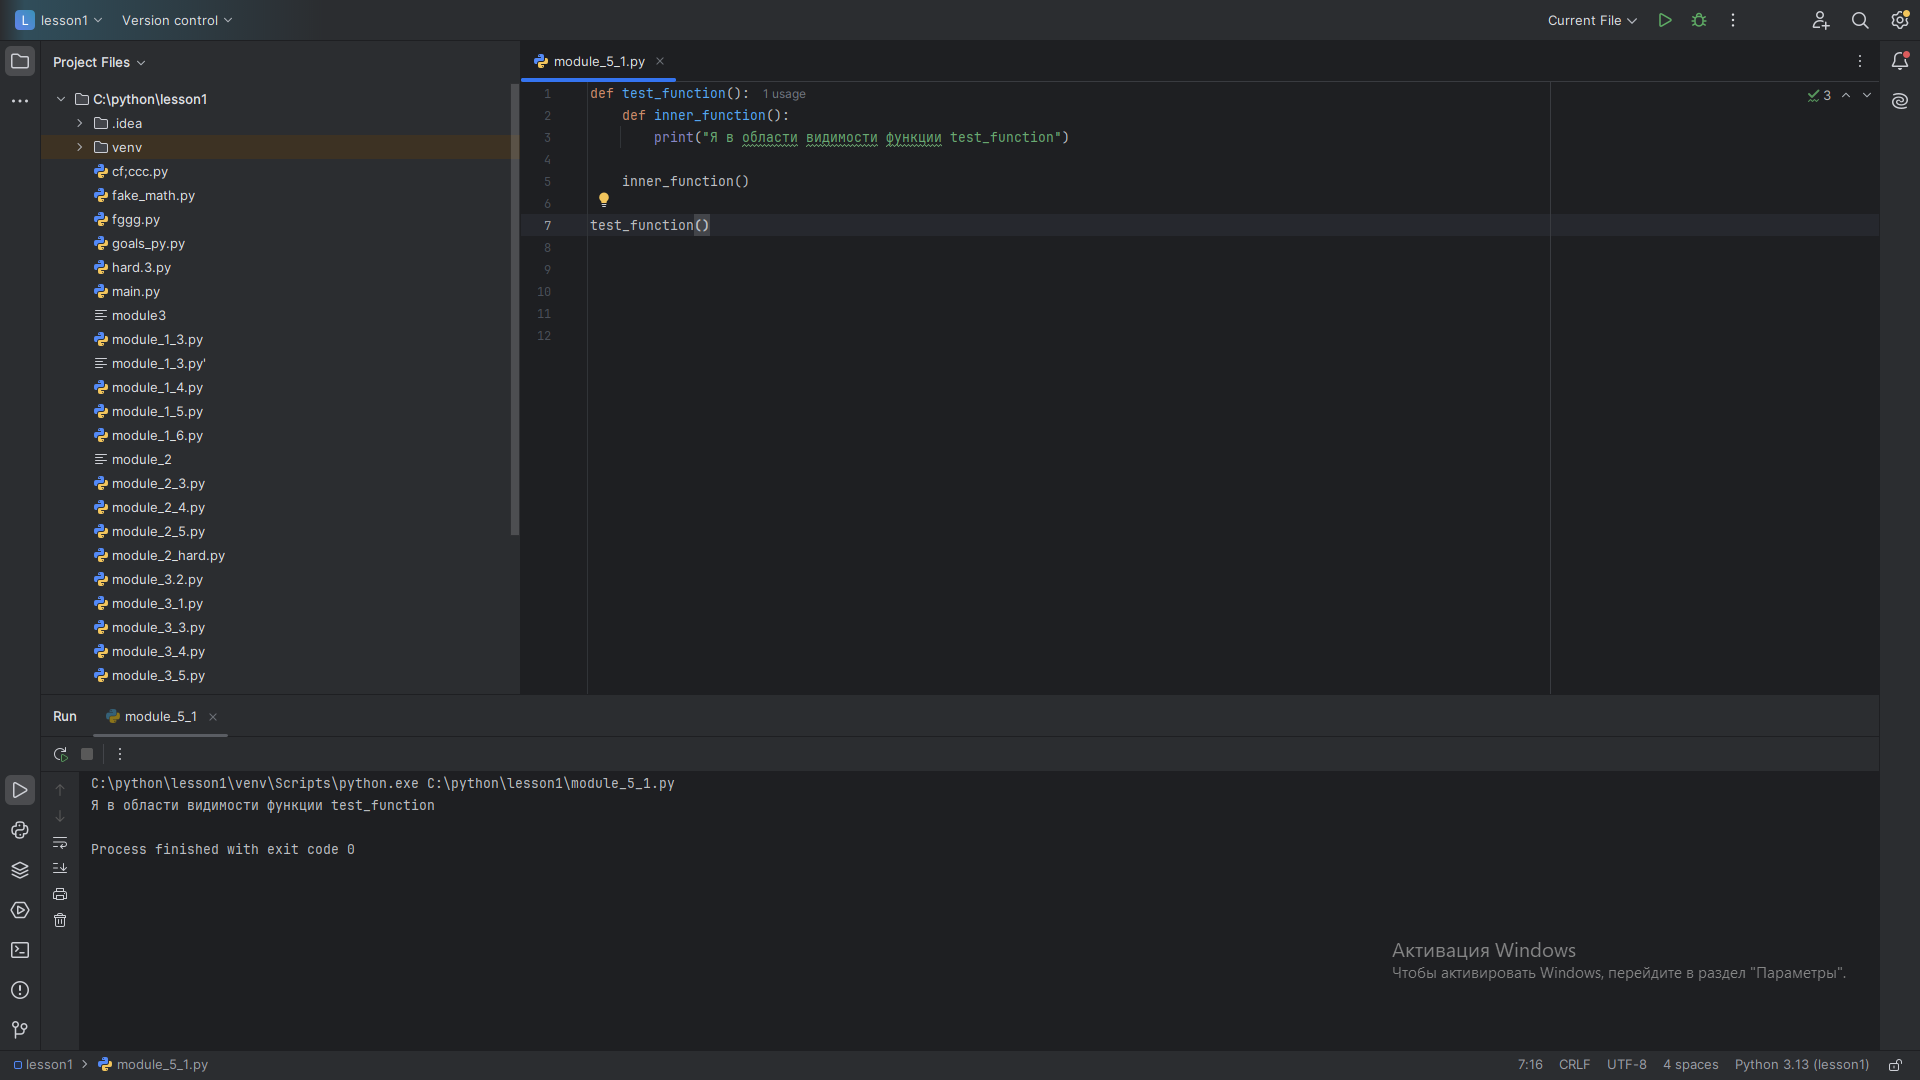 L lesson1 Version control Current File
Project Files
module_5_1.py
C:\python\lesson1
.idea
venv
cf;ccc.py
fake_math.py
fggg.py
goals_py.py
hard.3.py
main.py
module3
module_1_3.py
module_1_3.py'
module_1_4.py
module_1_5.py
module_1_6.py
module_2
module_2_3.py
module_2_4.py
module_2_5.py
module_2_hard.py
module_3.2.py
module_3_1.py
module_3_3.py
module_3_4.py
module_3_5.py
1 def test_function(): 1 usage
2 def inner_function():
3 print("Я в области видимости функции test_function")
4
5 inner_function()
6
7 test_function()
8
9
10
11
12
3
Run module_5_1
C:\python\lesson1\venv\Scripts\python.exe C:\python\lesson1\module_5_1.py
Я в области видимости функции test_function
Process finished with exit code 0
Активация Windows
Чтобы активировать Windows, перейдите в раздел "Параметры".
lesson1 > module_5_1.py 7:16 CRLF UTF-8 4 spaces Python 3.13 (lesson1)